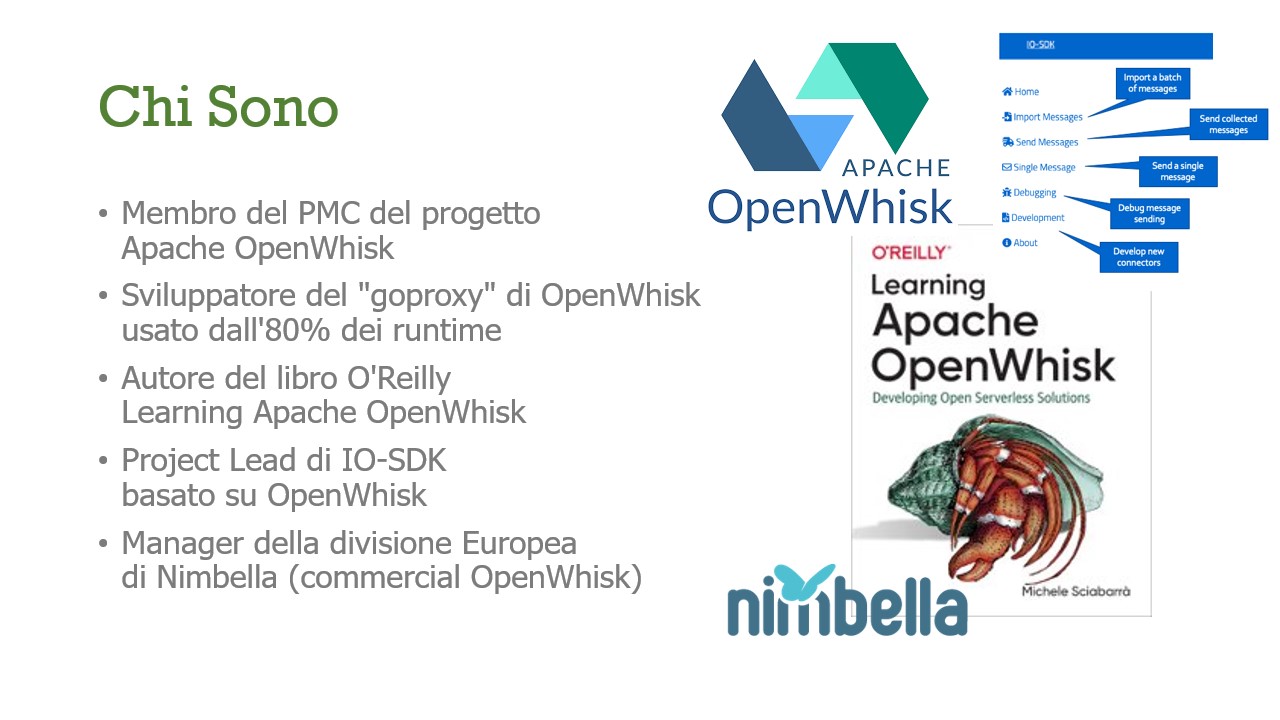 Chi Sono
• Membro del PMC del progetto
Apache OpenWhisk
• Sviluppatore del "goproxy" di OpenWhisk
usato dall'80% dei runtime
• Autore del libro O'Reilly
Learning Apache OpenWhisk
• Project Lead di IO-SDK
basato su OpenWhisk
• Manager della divisione Europea
di Nimbella (commercial OpenWhisk)
APACHE
OpenWhisk
IO-SDK
Home
Import Messages
Send Messages
Single Message
Debugging
Development
About
Import a batch
of messages
Send collected
messages
Send a single
message
Debug message
sending
Develop new
connectors
O'REILLY®
Learning
Apache
OpenWhisk
Developing Open Serverless Solutions
Michele Sciabarrà
nimbella